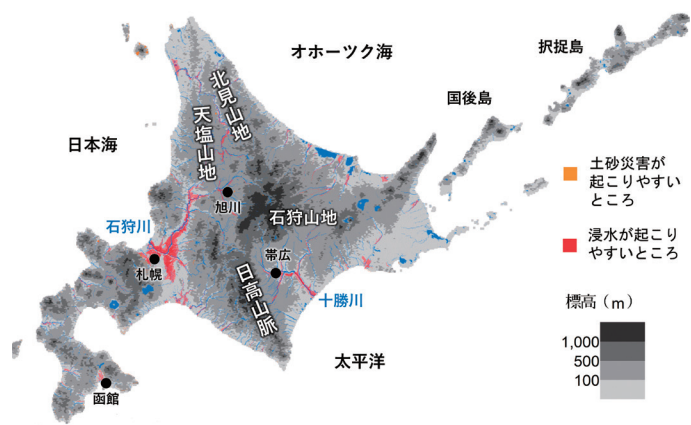 オホーツク海
択捉島
国後島
日本海
北見山地
天塩山地
土砂災害が
起こりやすい
ところ
旭川
石狩山地
石狩川
浸水が起こり
やすいところ
札幌
帯広
日高山脈
十勝川
標高（m）
1,000
500
100
太平洋
函館